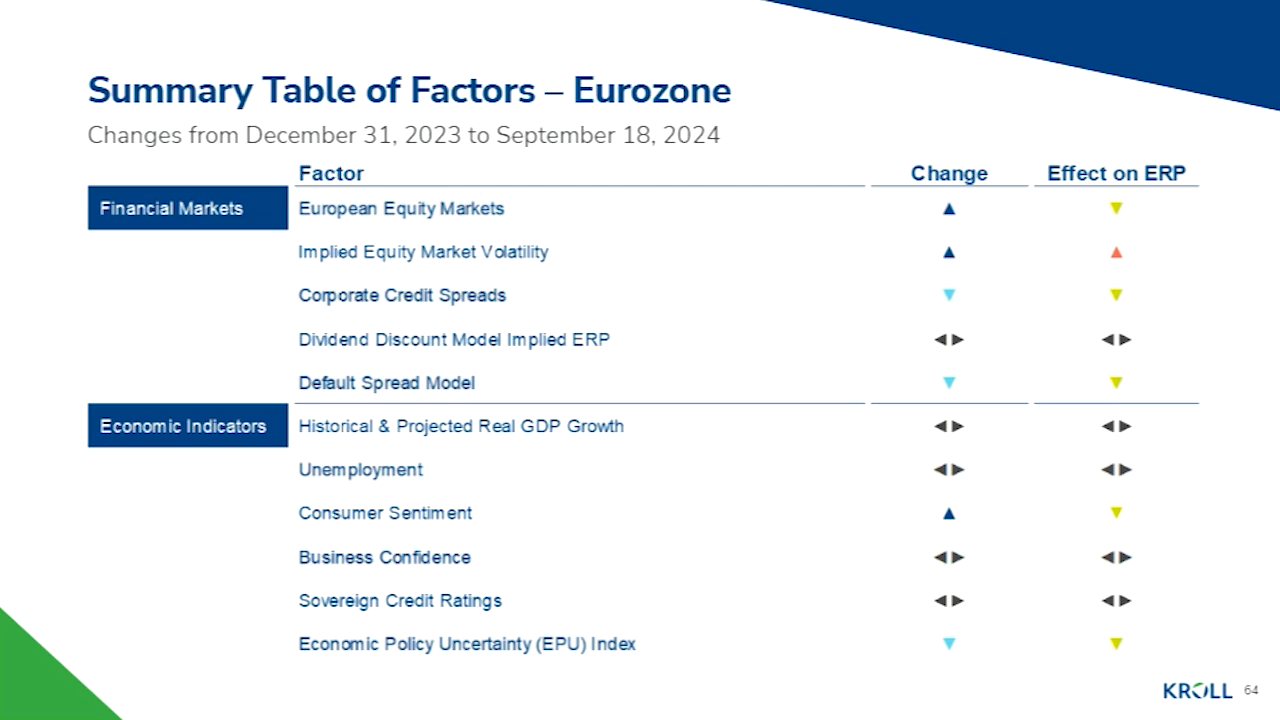 Summary Table of Factors – Eurozone
Changes from December 31, 2023 to September 18, 2024
Factor Change Effect on ERP
Financial Markets European Equity Markets ▲ ▼
Implied Equity Market Volatility ▲ ▲
Corporate Credit Spreads ▼ ▼
Dividend Discount Model Implied ERP ◄► ◄►
Default Spread Model ▼ ▼
Economic Indicators Historical & Projected Real GDP Growth ◄► ◄►
Unemployment ◄► ◄►
Consumer Sentiment ▲ ▼
Business Confidence ◄► ◄►
Sovereign Credit Ratings ◄► ◄►
Economic Policy Uncertainty (EPU) Index ▼ ▼
KROLL 64